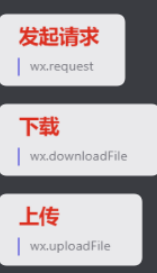 发起请求
wx.request
下载
wx.downloadFile
上传
wx.uploadFile